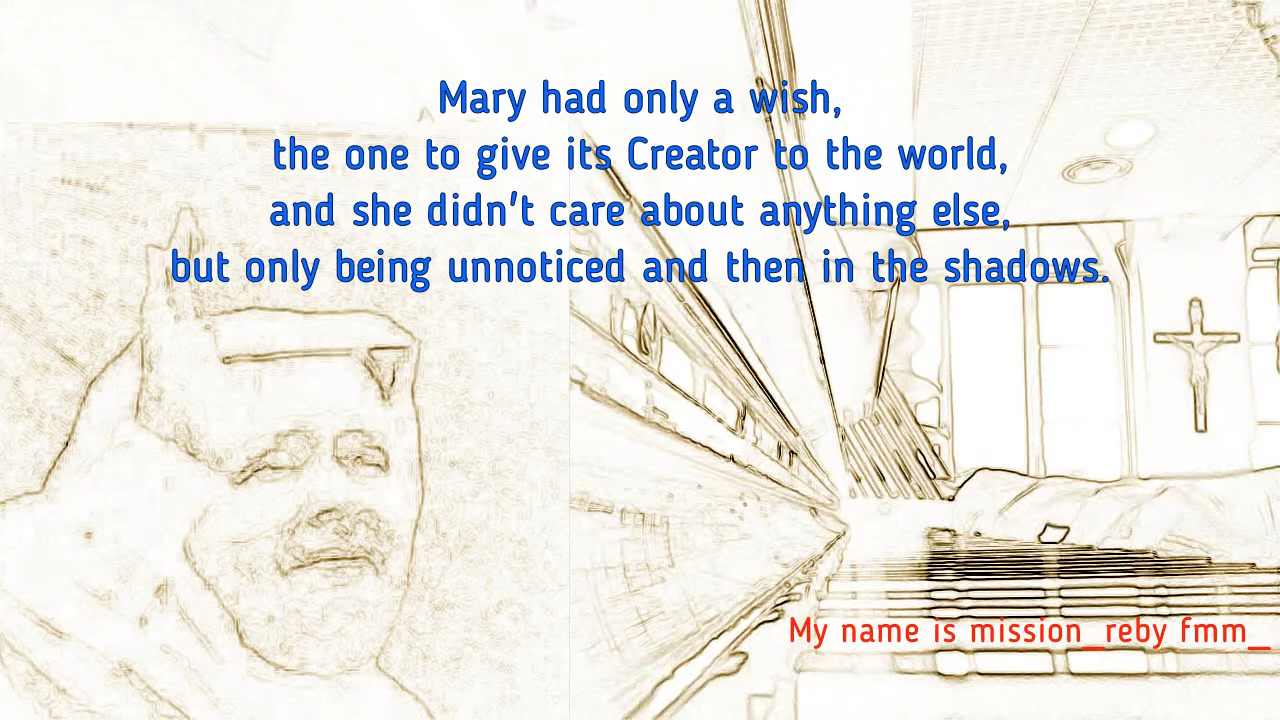 Mary had only a wish,
the one to give its Creator to the world,
and she didn't care about anything else,
but only being unnoticed and then in the shadows.
My name is mission_reby fmm_